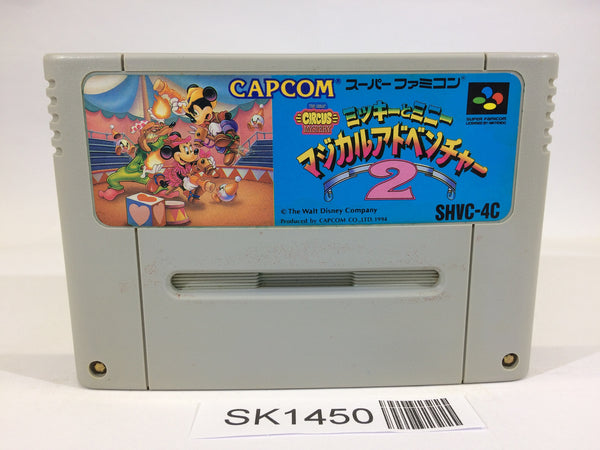 CAPCOM®
スーパーファミコン
THE GREAT
CIRCUS
MYSTERY
ミッキーとミニー
マジカルアドベンチャー
2
SUPER FAMICOM
LICENSED BY NINTENDO
© The Walt Disney Company
Produced by CAPCOM CO.,LTD. 1994
SHVC-4C
SK1450